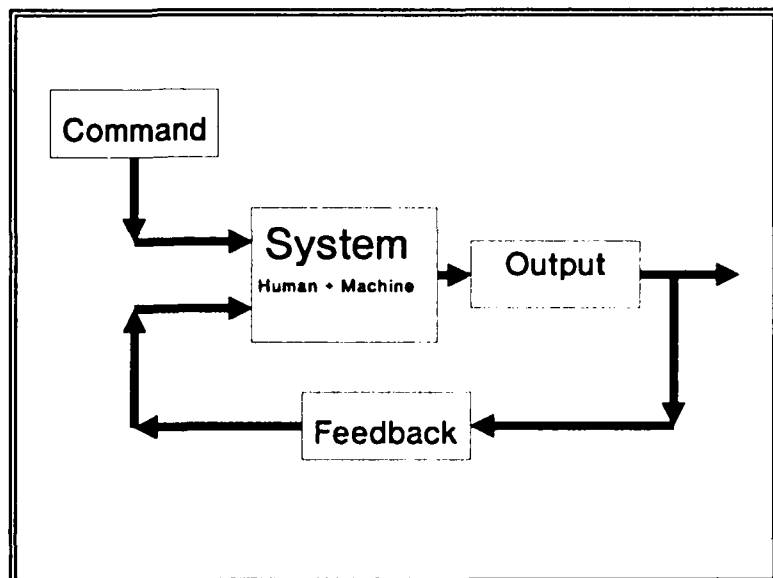 Command
System
Human + Machine
Output
Feedback